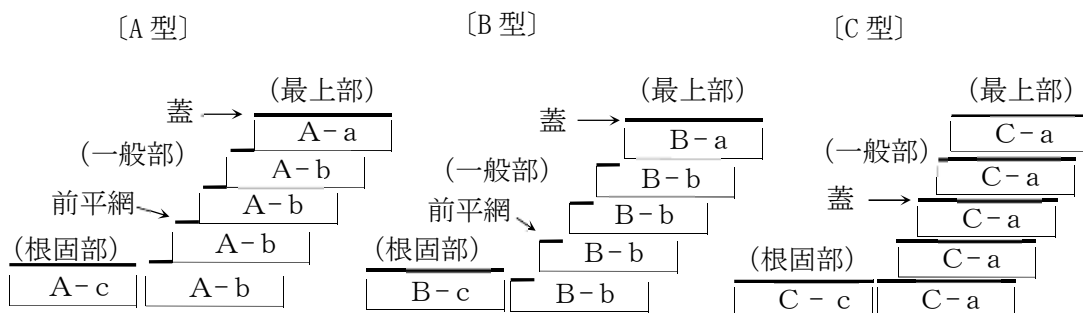 〔A 型〕
(最上部)
蓋
A-a
(一般部)
A-b
前平網
A-b
(根固部)
A-b
A-c
A-b
〔B 型〕
(最上部)
蓋
B-a
(一般部)
B-b
前平網
B-b
(根固部)
B-b
B-c
B-b
〔C 型〕
(最上部)
C-a
(一般部)
C-a
蓋
C-a
(根固部)
C-a
C-c
C-a